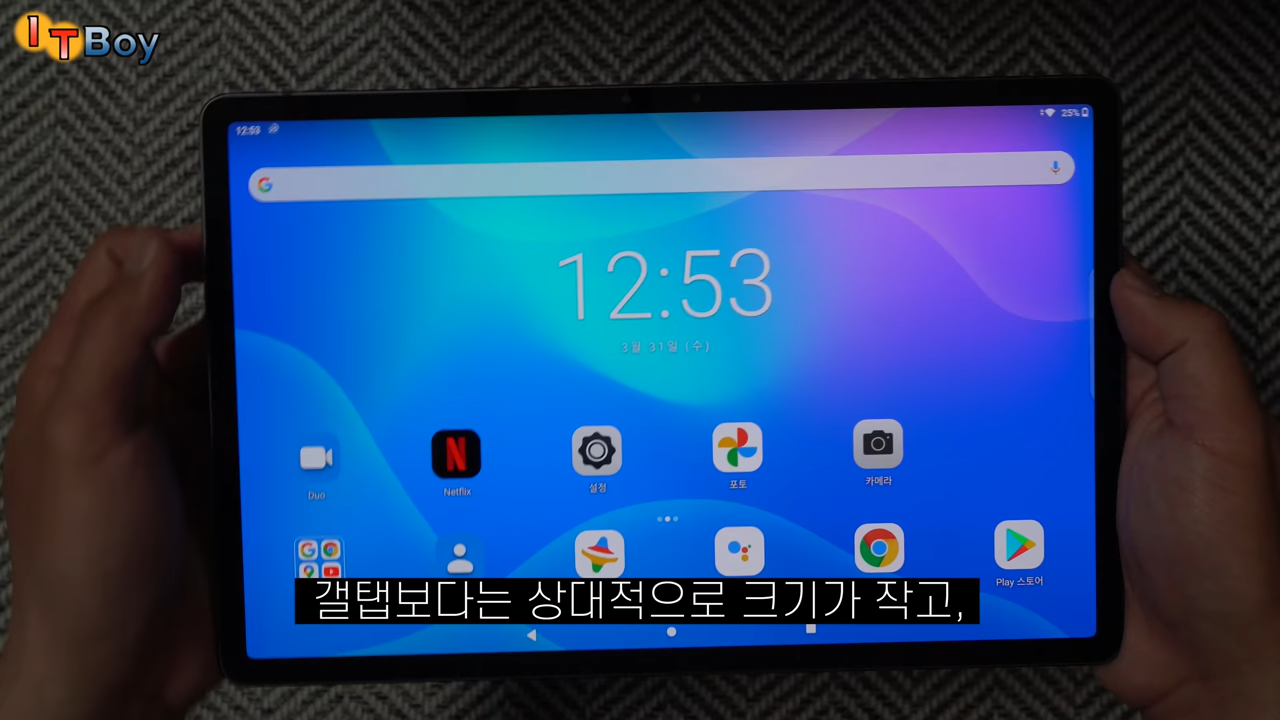 ITBoy
12:53
25%
12:53
3월 31일 (수)
Duo
Netflix
설정
포토
카메라
Play 스토어
갤탭보다는 상대적으로 크기가 작고,